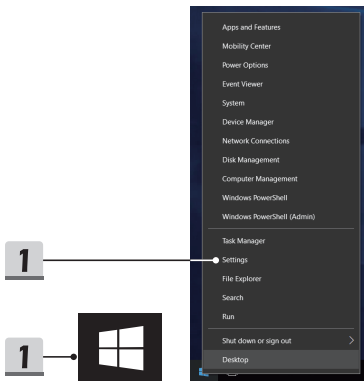 Apps and Features
Mobility Center
Power Options
Event Viewer
System
Device Manager
Network Connections
Disk Management
Computer Management
Windows PowerShell
Windows PowerShell (Admin)
Task Manager
1
Settings
File Explorer
Search
Run
Shut down or sign out
1
Desktop